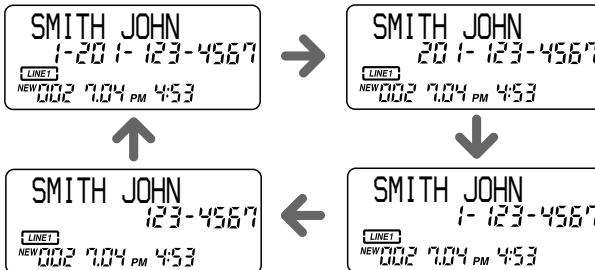 SMITH JOHN
1-201-123-4567
LINE1
NEW 002 7.04 PM 4:53
SMITH JOHN
201-123-4567
LINE1
NEW 002 7.04 PM 4:53
SMITH JOHN
123-4567
LINE1
NEW 002 7.04 PM 4:53
SMITH JOHN
1-123-4567
LINE1
NEW 002 7.04 PM 4:53